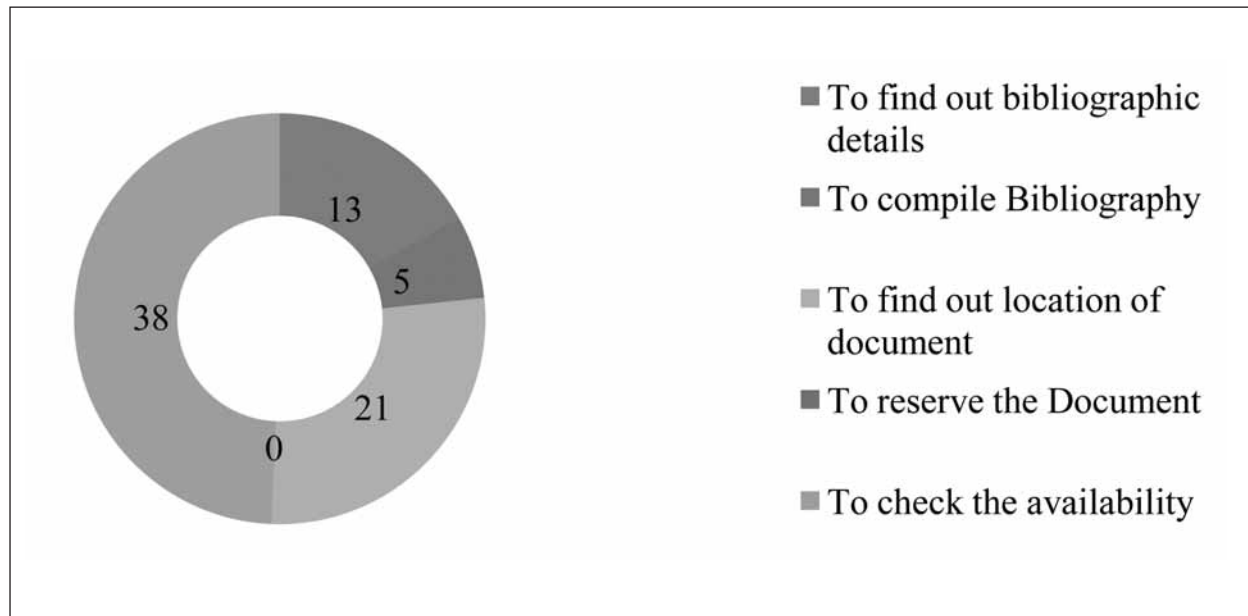 13
5
38
21
0
To find out bibliographic
details
To compile Bibliography
To find out location of
document
To reserve the Document
To check the availability